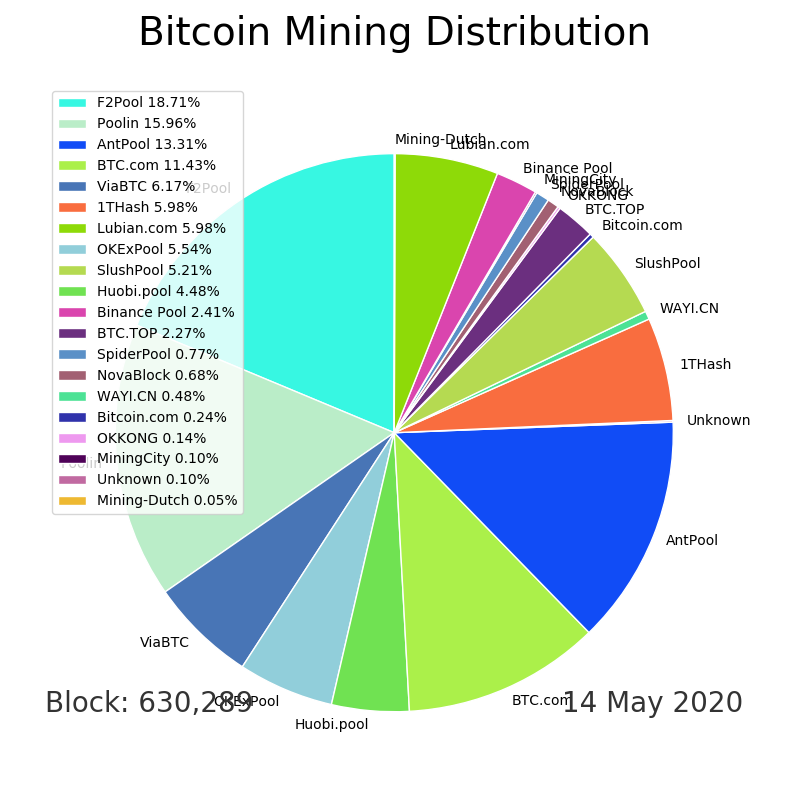 Bitcoin Mining Distribution
F2Pool 18.71%
Poolin 15.96%
AntPool 13.31%
BTC.com 11.43%
ViaBTC 6.17%
1THash 5.98%
Lubian.com 5.98%
OKExPool 5.54%
SlushPool 5.21%
Huobi.pool 4.48%
Binance Pool 2.41%
BTC.TOP 2.27%
SpiderPool 0.77%
NovaBlock 0.68%
WAYI.CN 0.48%
Bitcoin.com 0.24%
OKKONG 0.14%
MiningCity 0.10%
Unknown 0.10%
Mining-Dutch 0.05%
Mining-Dutch
Lubian.com
Binance Pool
MiningCity
SpiderPool
NovaBlock
OKKONG
BTC.TOP
Bitcoin.com
SlushPool
WAYI.CN
1THash
Unknown
AntPool
BTC.com
Huobi.pool
OKExPool
ViaBTC
Poolin
F2Pool
Block: 630,289
14 May 2020